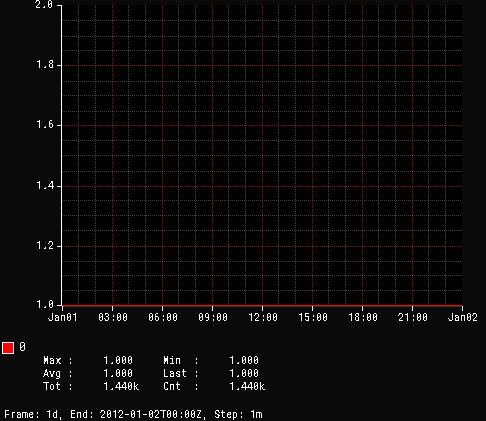 2.0
1.8
1.6
1.4
1.2
1.0
Jan01 03:00 06:00 09:00 12:00 15:00 18:00 21:00 Jan02
0
Max : 1.000 Min : 1.000
Avg : 1.000 Last : 1.000
Tot : 1.440k Cnt : 1.440k
Frame: 1d, End: 2012-01-02T00:00Z, Step: 1m